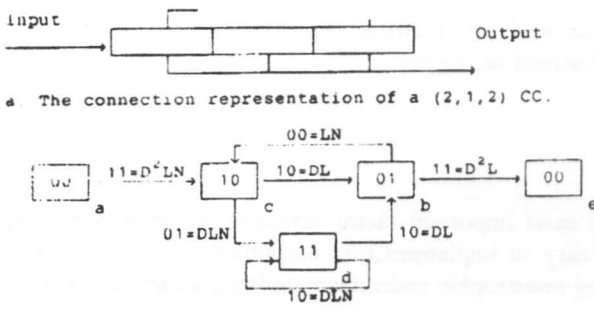 input
Output
a. The connection representation of a (2,1,2) CC.
00=LN
00 11=D²LN 10 10=DL 01 11=D²L 00
a c b e
01=DLN 11 10=DL
d
10=DLN